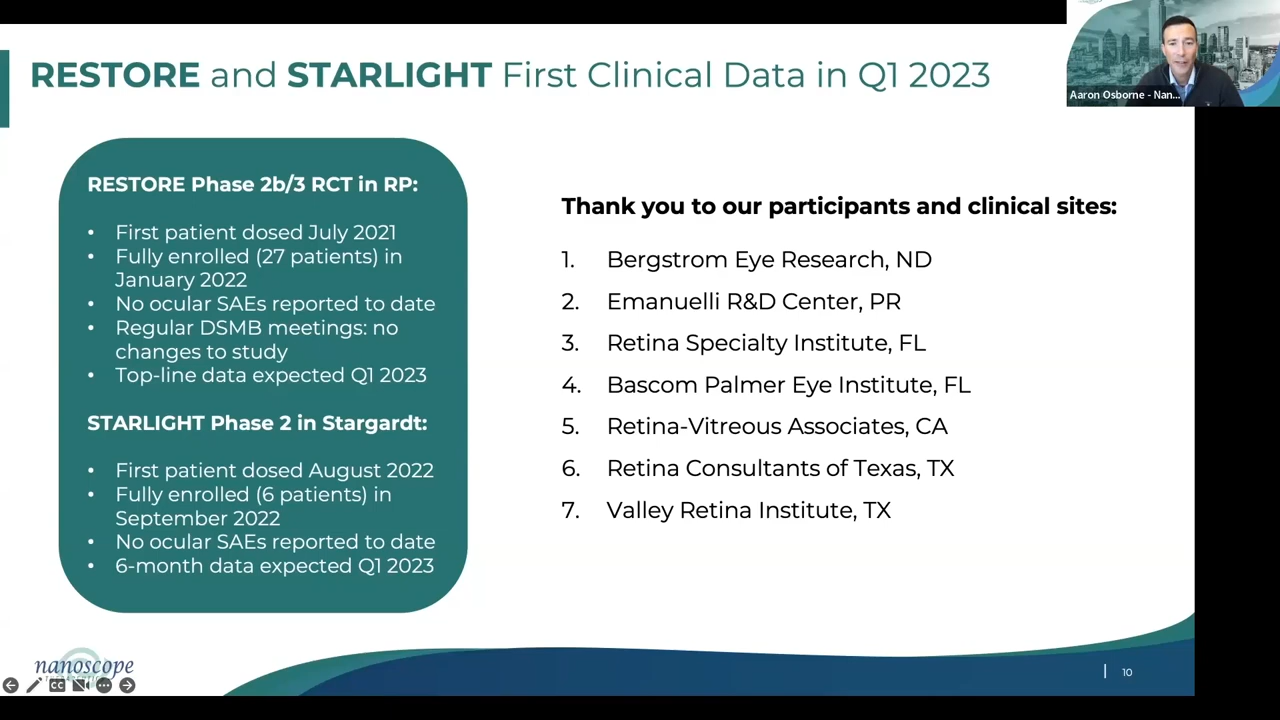 RESTORE and STARLIGHT First Clinical Data in Q1 2023
Aaron Osborne - Nan...
RESTORE Phase 2b/3 RCT in RP:
• First patient dosed July 2021
• Fully enrolled (27 patients) in
January 2022
• No ocular SAEs reported to date
• Regular DSMB meetings: no
changes to study
• Top-line data expected Q1 2023
STARLIGHT Phase 2 in Stargardt:
• First patient dosed August 2022
• Fully enrolled (6 patients) in
September 2022
• No ocular SAEs reported to date
• 6-month data expected Q1 2023
Thank you to our participants and clinical sites:
1. Bergstrom Eye Research, ND
2. Emanuelli R&D Center, PR
3. Retina Specialty Institute, FL
4. Bascom Palmer Eye Institute, FL
5. Retina-Vitreous Associates, CA
6. Retina Consultants of Texas, TX
7. Valley Retina Institute, TX
nanoscope
CC
10